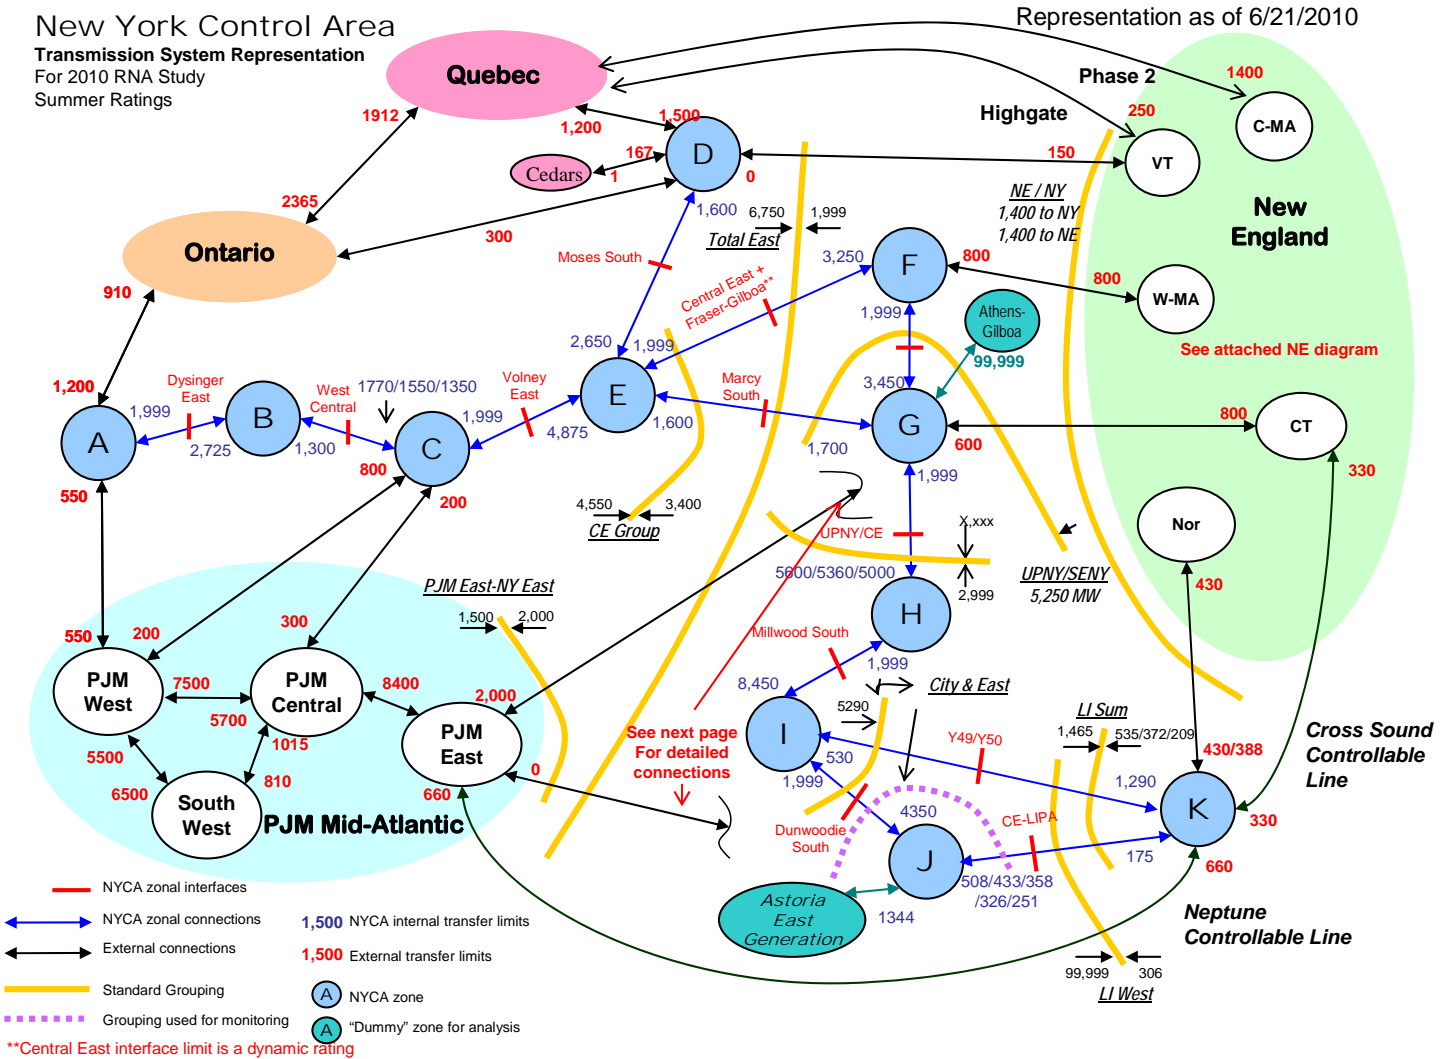 New York Control Area
Transmission System Representation
For 2010 RNA Study
Summer Ratings
Representation as of 6/21/2010
Quebec
Phase 2
1400
250
Highgate
C-MA
1912
1,200
1,500
D
167
Cedars
1
0
150
VT
2365
NE / NY
1,400 to NY
1,400 to NE
New
England
1,600
6,750
1,999
Total East
Ontario
300
Moses South
3,250
F
800
800
W-MA
910
Central East +
Fraser-Gilboa**
1,999
Athens-
Gilboa
99,999
See attached NE diagram
2,650
1,999
1,200
Dysinger
East
West
Central
1770/1550/1350
Volney
East
E
Marcy
South
3,450
A
1,999
B
2,725
1,300
C
1,999
4,875
1,600
1,700
G
600
800
CT
330
550
800
200
1,999
4,550
3,400
CE Group
UPNY/CE
X,xxx
Nor
430
5600/5360/5000
2,999
UPNY/SENY
5,250 MW
PJM East-NY East
1,500
2,000
H
550
200
300
Millwood South
1,999
PJM
West
7500
PJM
Central
8400
2,000
8,450
City & East
5700
1015
PJM
East
5290
I
530
See next page
For detailed
connections
Y49/Y50
LI Sum
1,465
535/372/209
430/388
Cross Sound
Controllable
Line
5500
810
0
1,999
1,290
6500
South
West
660
PJM Mid-Atlantic
4350
CE-LIPA
K
330
Dunwoodie
South
J
175
660
508/433/358
/326/251
Astoria
East
Generation
1344
Neptune
Controllable Line
99,999
306
LI West
NYCA zonal interfaces
NYCA zonal connections
1,500 NYCA internal transfer limits
External connections
1,500 External transfer limits
Standard Grouping
A NYCA zone
Grouping used for monitoring
A "Dummy" zone for analysis
**Central East interface limit is a dynamic rating